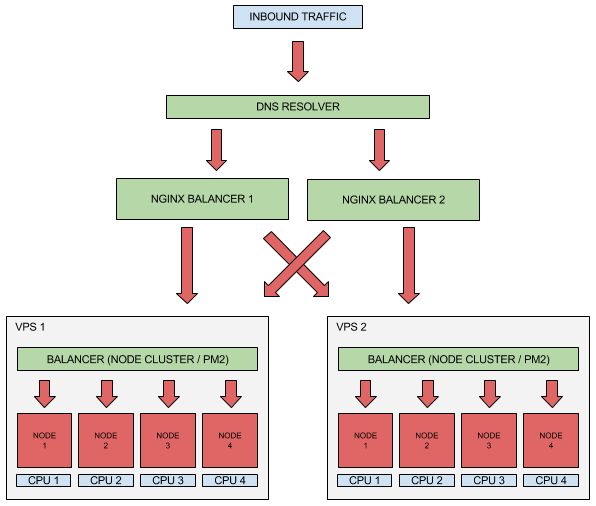 INBOUND TRAFFIC
DNS RESOLVER
NGINX BALANCER 1
NGINX BALANCER 2
VPS 1
BALANCER (NODE CLUSTER / PM2)
NODE
1
NODE
2
NODE
3
NODE
4
CPU 1
CPU 2
CPU 3
CPU 4
VPS 2
BALANCER (NODE CLUSTER / PM2)
NODE
1
NODE
2
NODE
3
NODE
4
CPU 1
CPU 2
CPU 3
CPU 4